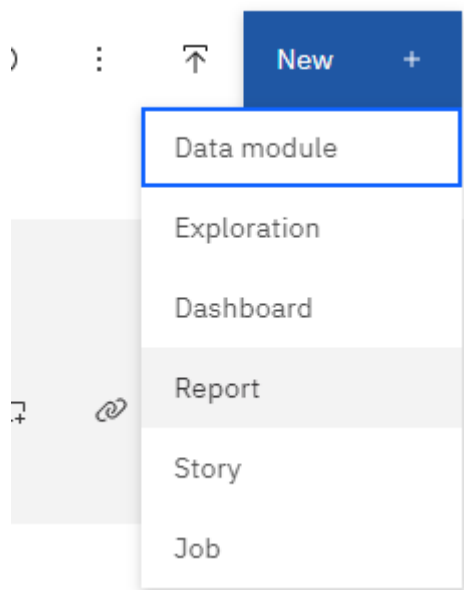 New +
Data module
Exploration
Dashboard
Report
Story
Job